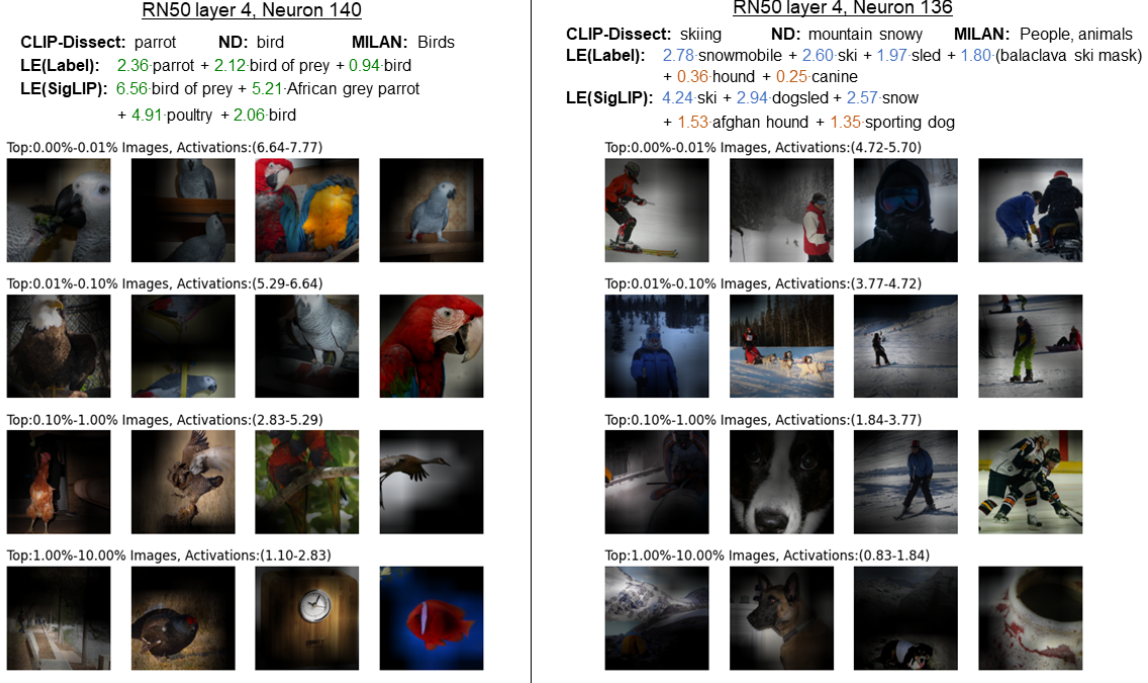 RN50 layer 4, Neuron 140
CLIP-Dissect: parrot ND: bird MILAN: Birds
LE(Label): 2.36·parrot + 2.12·bird of prey + 0.94·bird
LE(SigLIP): 6.56·bird of prey + 5.21·African grey parrot
+ 4.91·poultry + 2.06·bird
Top:0.00%-0.01% Images, Activations:(6.64-7.77)
Top:0.01%-0.10% Images, Activations:(5.29-6.64)
Top:0.10%-1.00% Images, Activations:(2.83-5.29)
Top:1.00%-10.00% Images, Activations:(1.10-2.83)
RN50 layer 4, Neuron 136
CLIP-Dissect: skiing ND: mountain snowy MILAN: People, animals
LE(Label): 2.78·snowmobile + 2.60·ski + 1.97·sled + 1.80·(balaclava ski mask)
+ 0.36·hound + 0.25·canine
LE(SigLIP): 4.24·ski + 2.94·dogsled + 2.57·snow
+ 1.53·afghan hound + 1.35·sporting dog
Top:0.00%-0.01% Images, Activations:(4.72-5.70)
Top:0.01%-0.10% Images, Activations:(3.77-4.72)
Top:0.10%-1.00% Images, Activations:(1.84-3.77)
Top:1.00%-10.00% Images, Activations:(0.83-1.84)